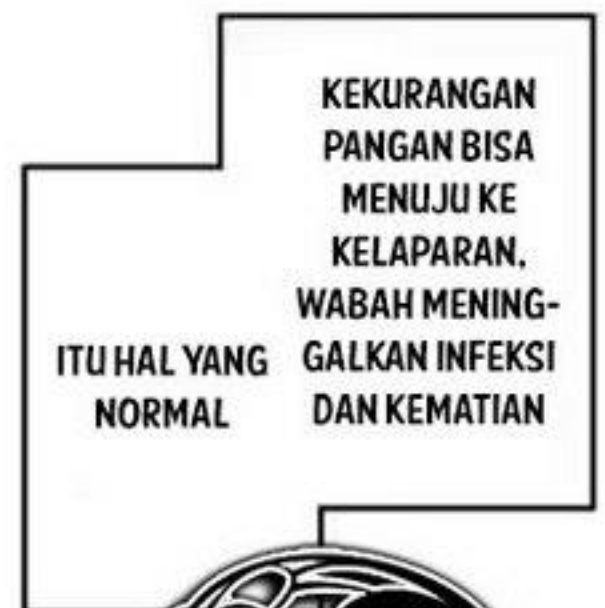 KEKURANGAN
PANGAN BISA
MENUJU KE
KELAPARAN,
WABAH MENING-
GALKAN INFEKSI
DAN KEMATIAN
ITU HAL YANG
NORMAL